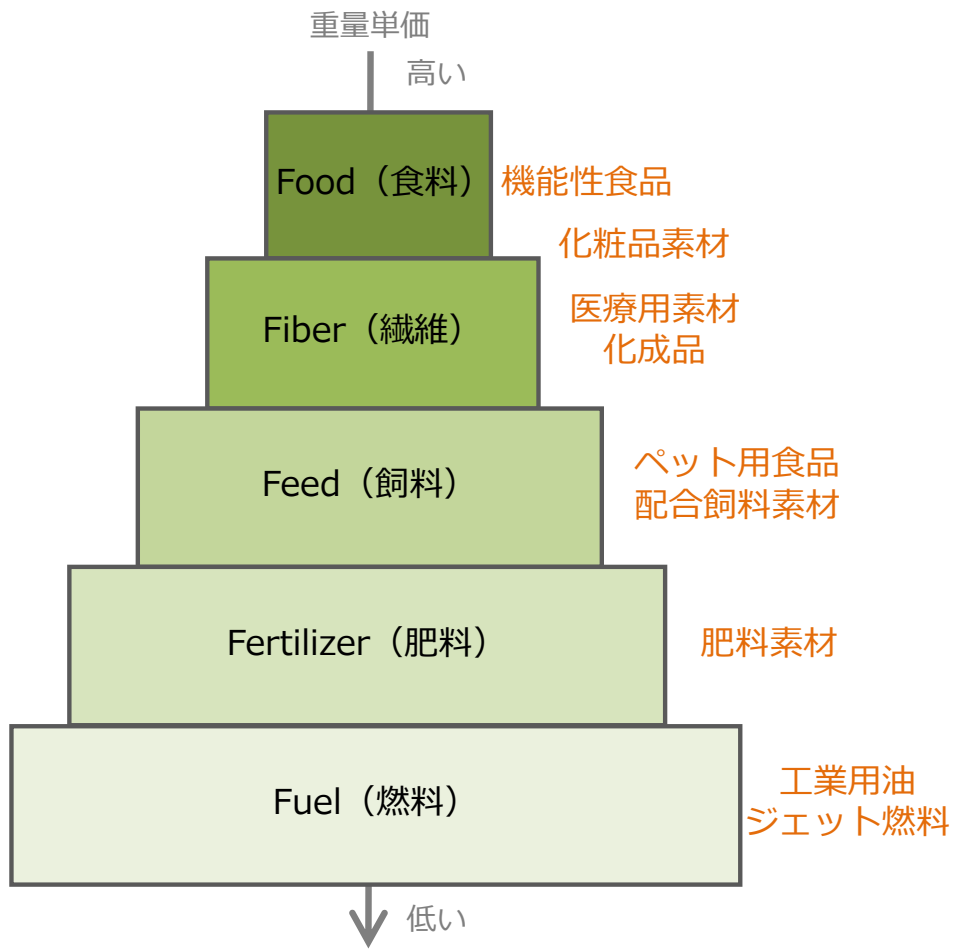 重量単価
高い
Food（食料）
機能性食品
化粧品素材
Fiber（繊維）
医療用素材
化成品
Feed（飼料）
ペット用食品
配合飼料素材
Fertilizer（肥料）
肥料素材
Fuel（燃料）
工業用油
ジェット燃料
低い